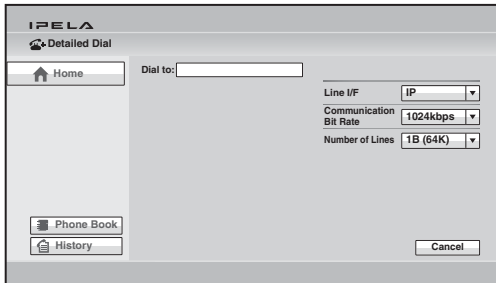 IPELA
Detailed Dial
Home
Dial to:
Line I/F IP
Communication
Bit Rate 1024kbps
Number of Lines 1B (64K)
Phone Book
History
Cancel